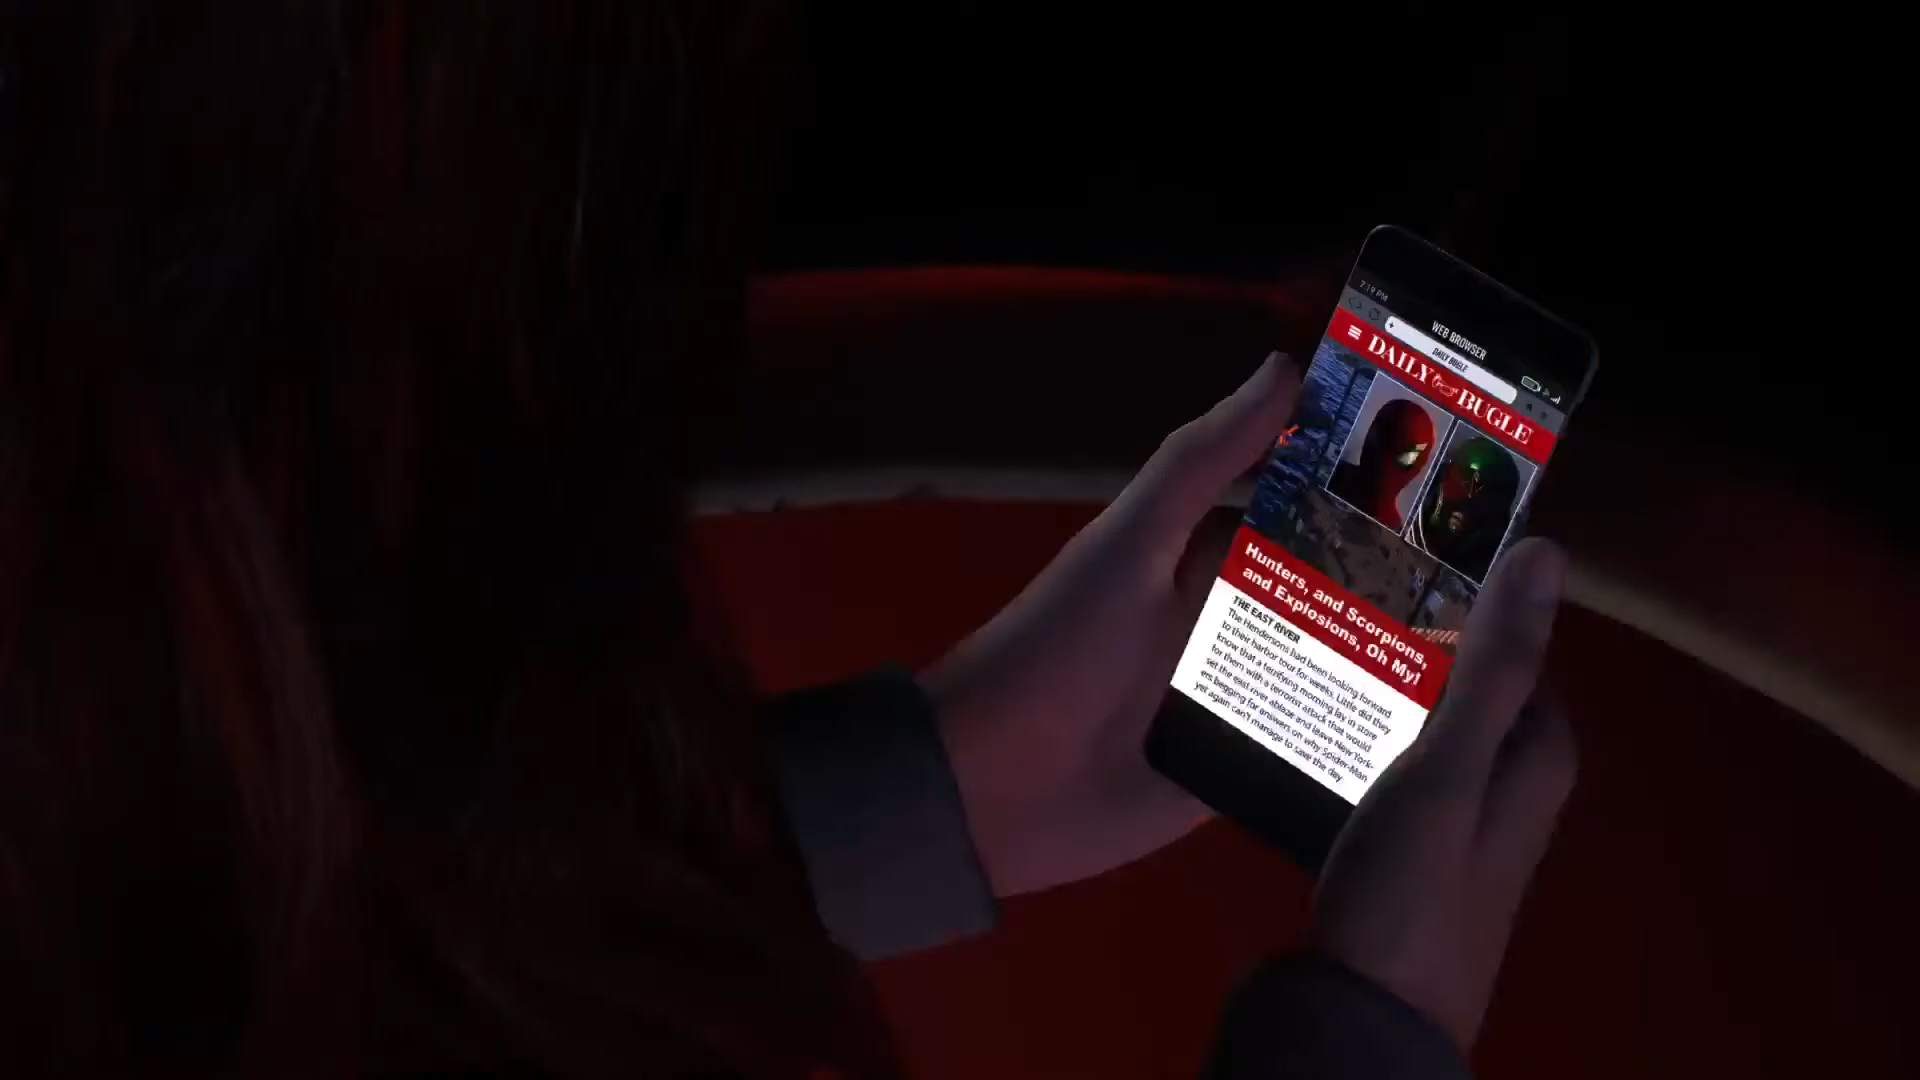 7:19 PM
WEB BROWSER
DAILY BUGLE
DAILY BUGLE
Hunters, and Scorpions,
and Explosions, Oh My!
THE EAST RIVER
The Hendersons had been looking forward
to their harbor tour for weeks. Little did they
know that a terrifying morning lay in store
for them with a terrorist attack that would
set the east river ablaze and leave New York-
ers begging for answers on why Spider-Man
yet again can't manage to save the day